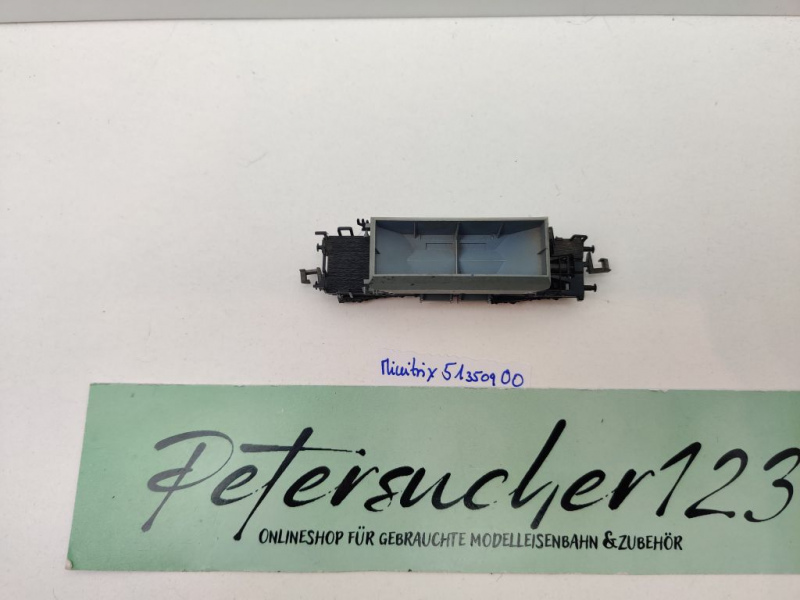 Minitrix 51350900
Petersucher123
ONLINESHOP FÜR GEBRAUCHTE MODELLEISENBAHN & ZUBEHÖR